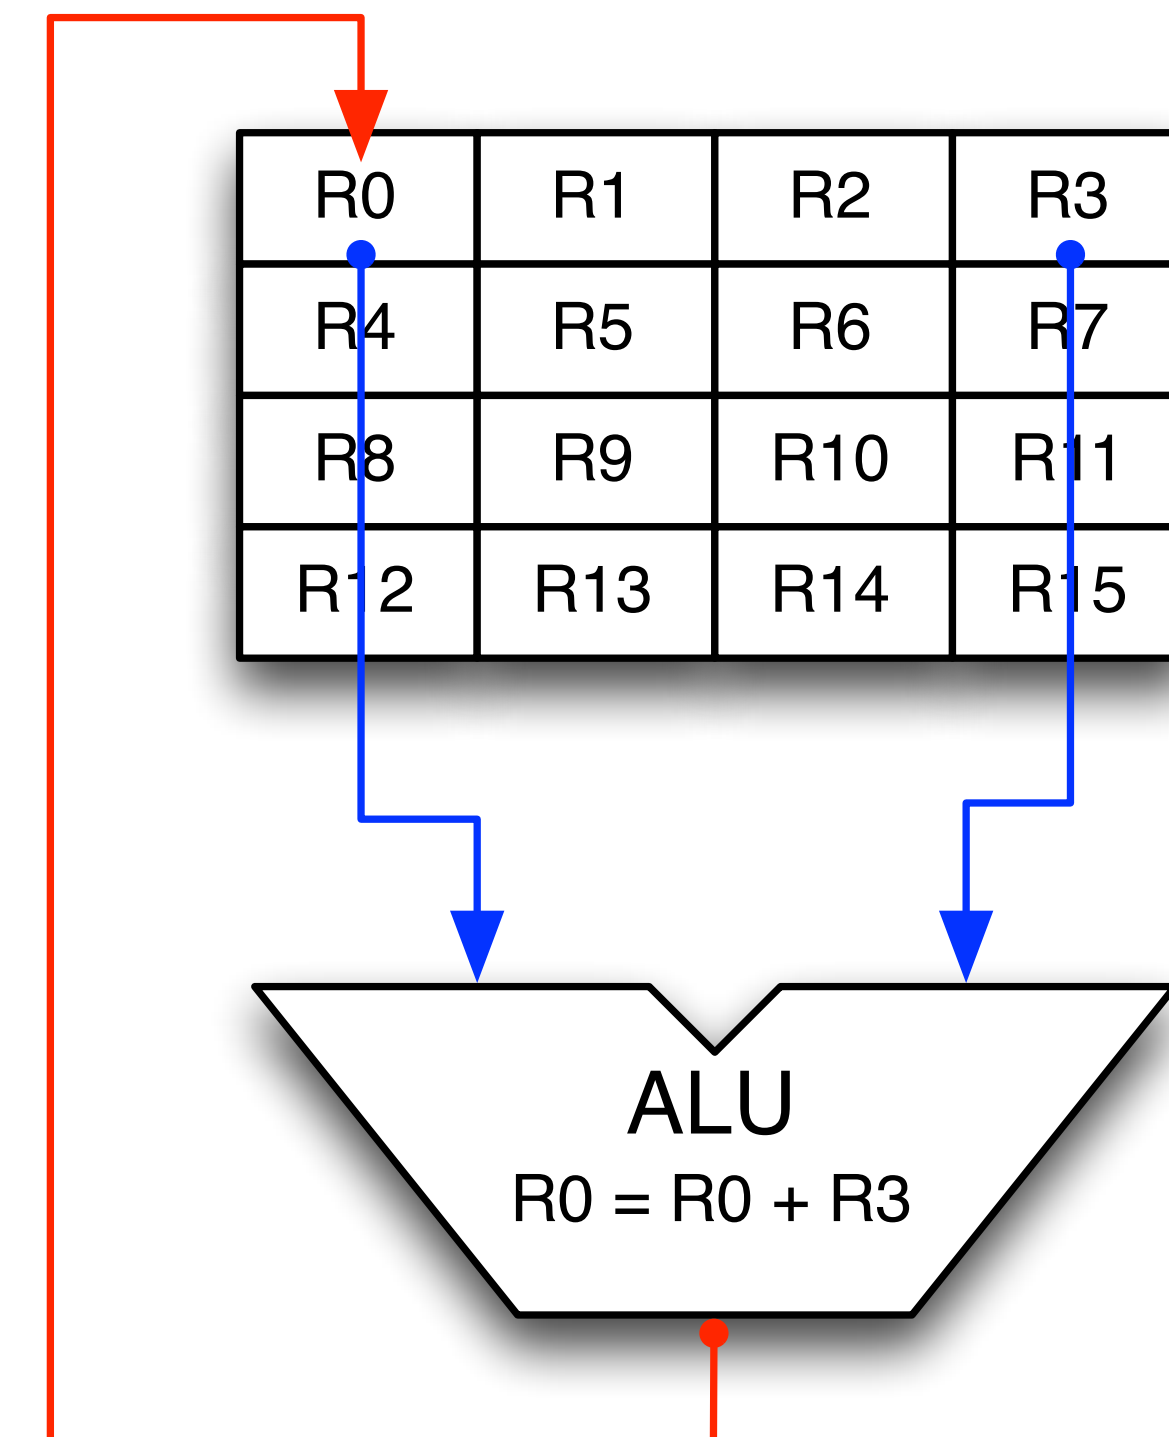 R0 R1 R2 R3
R4 R5 R6 R7
R8 R9 R10 R11
R12 R13 R14 R15
ALU
R0 = R0 + R3